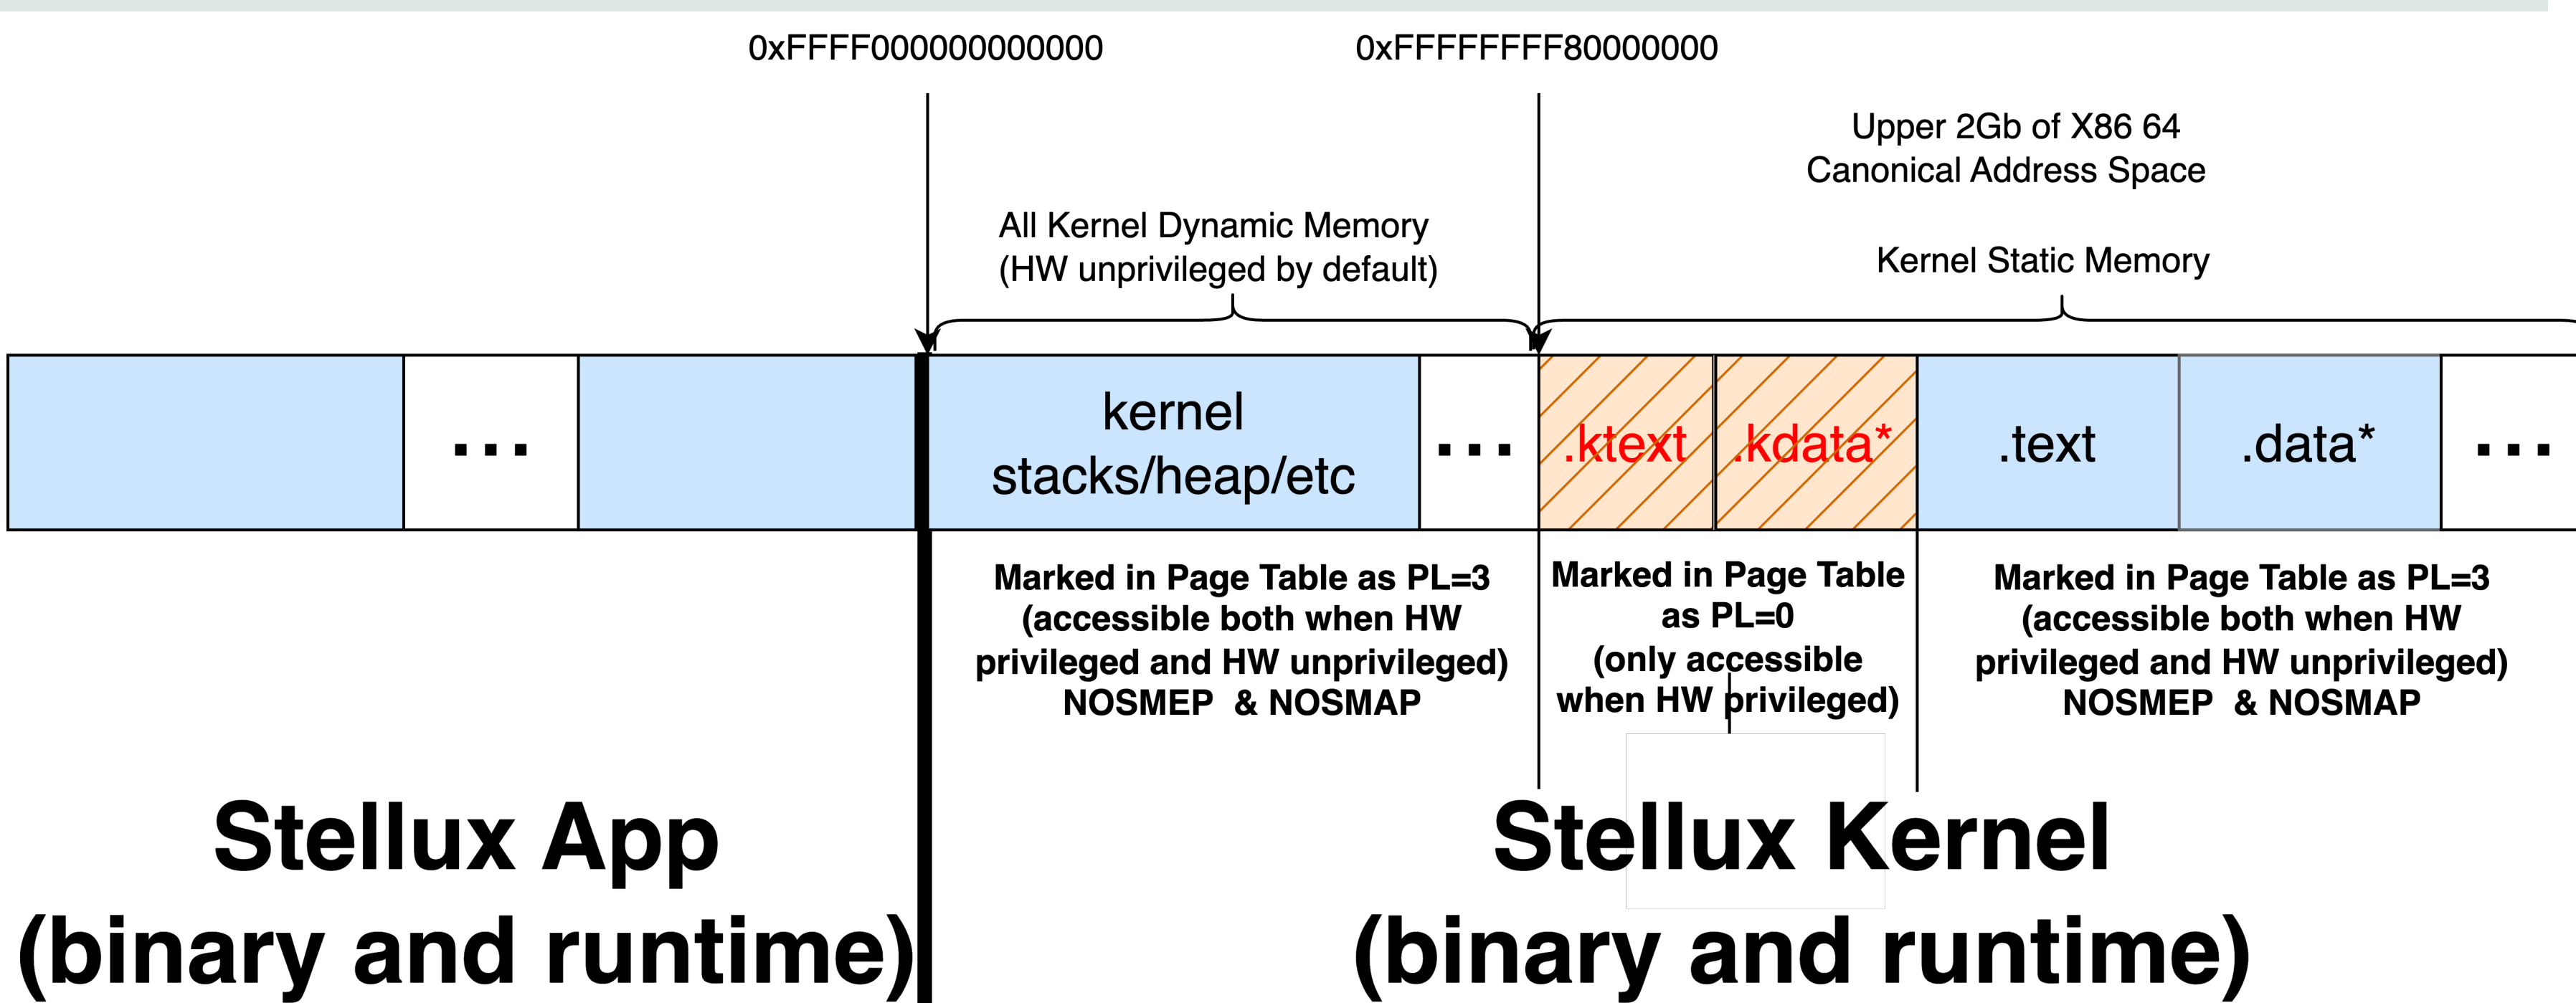 0xFFFF000000000000
0xFFFFFFFF80000000
Upper 2Gb of X86 64
Canonical Address Space
All Kernel Dynamic Memory
(HW unprivileged by default)
Kernel Static Memory
...
kernel
stacks/heap/etc
...
.ktext
.kdata*
.text
.data*
...
Marked in Page Table as PL=3
(accessible both when HW
privileged and HW unprivileged)
NOSMEP & NOSMAP
Marked in Page Table
as PL=0
(only accessible
when HW privileged)
Marked in Page Table as PL=3
(accessible both when HW
privileged and HW unprivileged)
NOSMEP & NOSMAP
Stellux App
(binary and runtime)
Stellux Kernel
(binary and runtime)